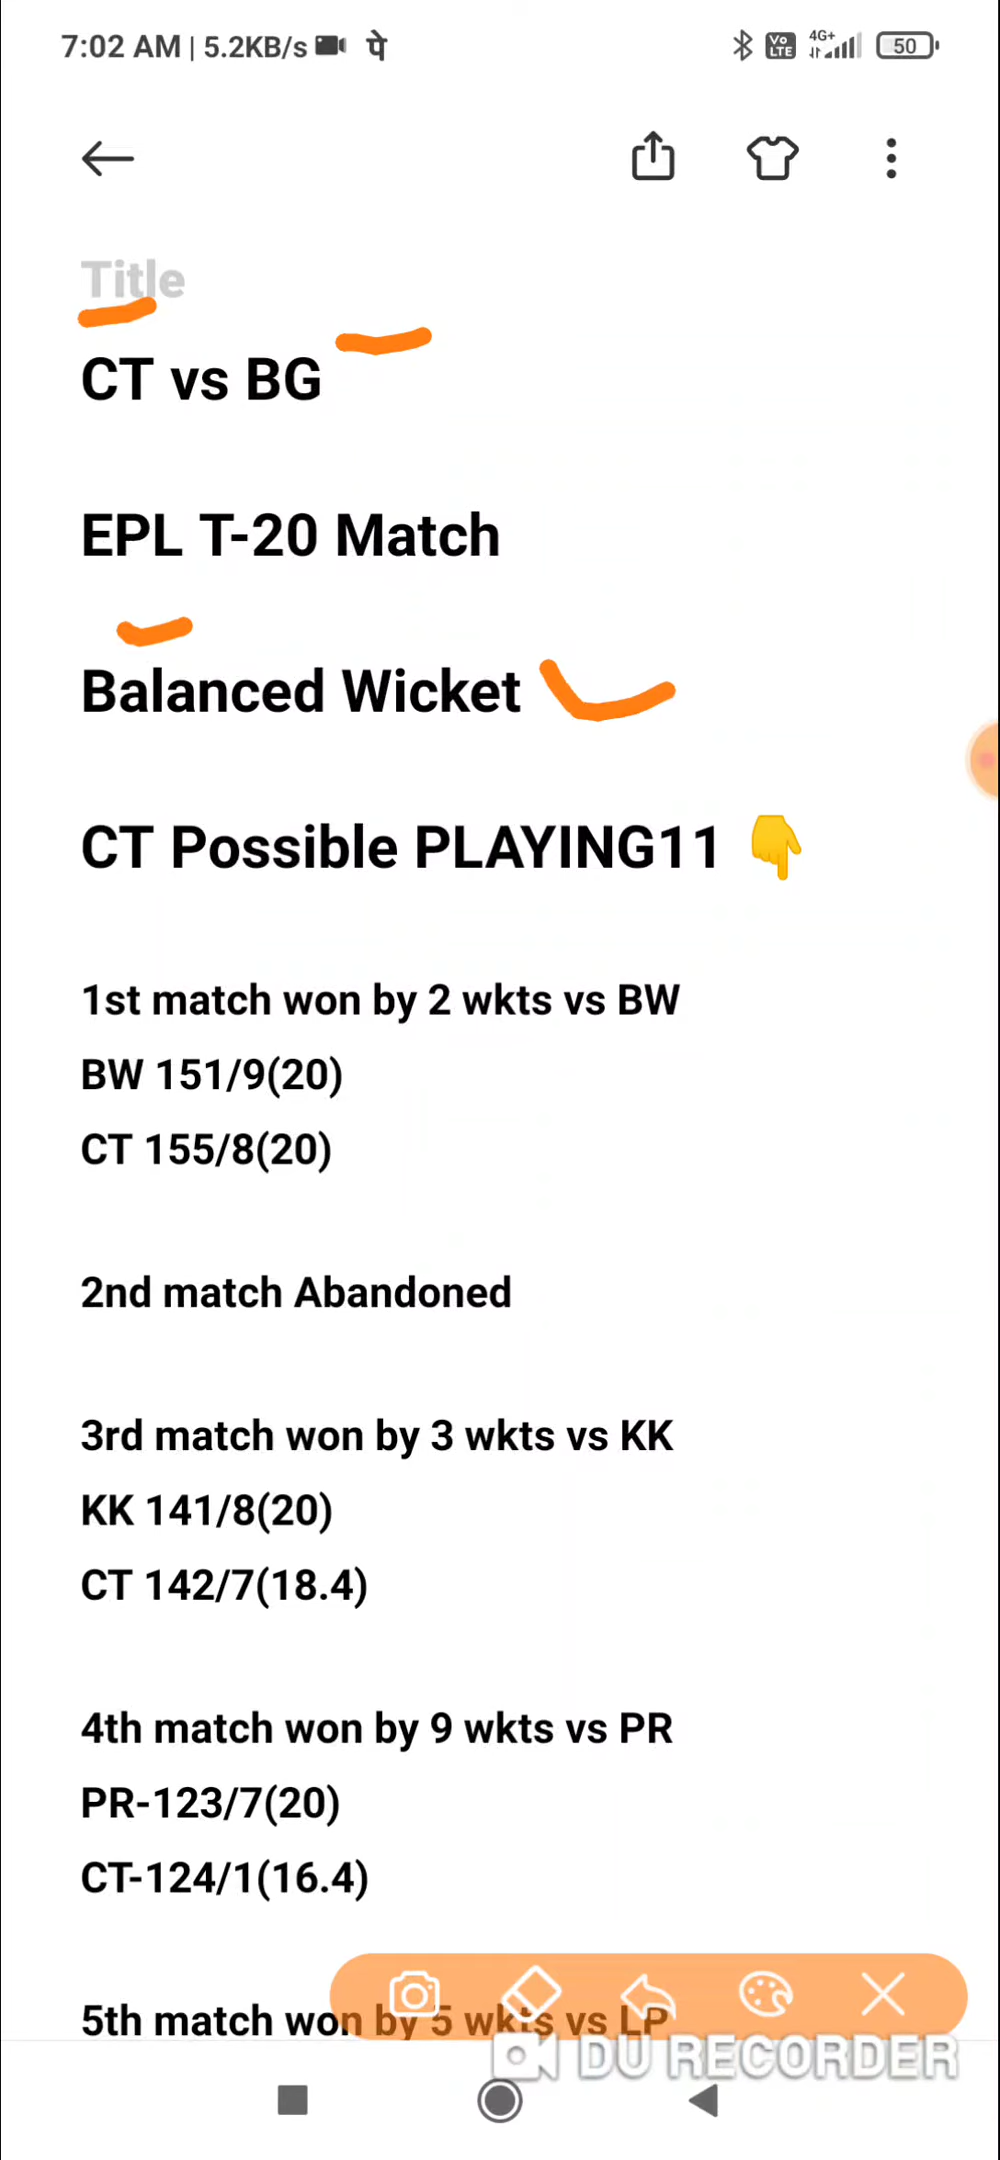 7:02 AM | 5.2KB/s पे Vo LTE 4G+ 50
Title
CT vs BG
EPL T-20 Match
Balanced Wicket
CT Possible PLAYING11 👇
1st match won by 2 wkts vs BW
BW 151/9(20)
CT 155/8(20)
2nd match Abandoned
3rd match won by 3 wkts vs KK
KK 141/8(20)
CT 142/7(18.4)
4th match won by 9 wkts vs PR
PR-123/7(20)
CT-124/1(16.4)
5th match won by 5 wkts vs LP
DU RECORDER